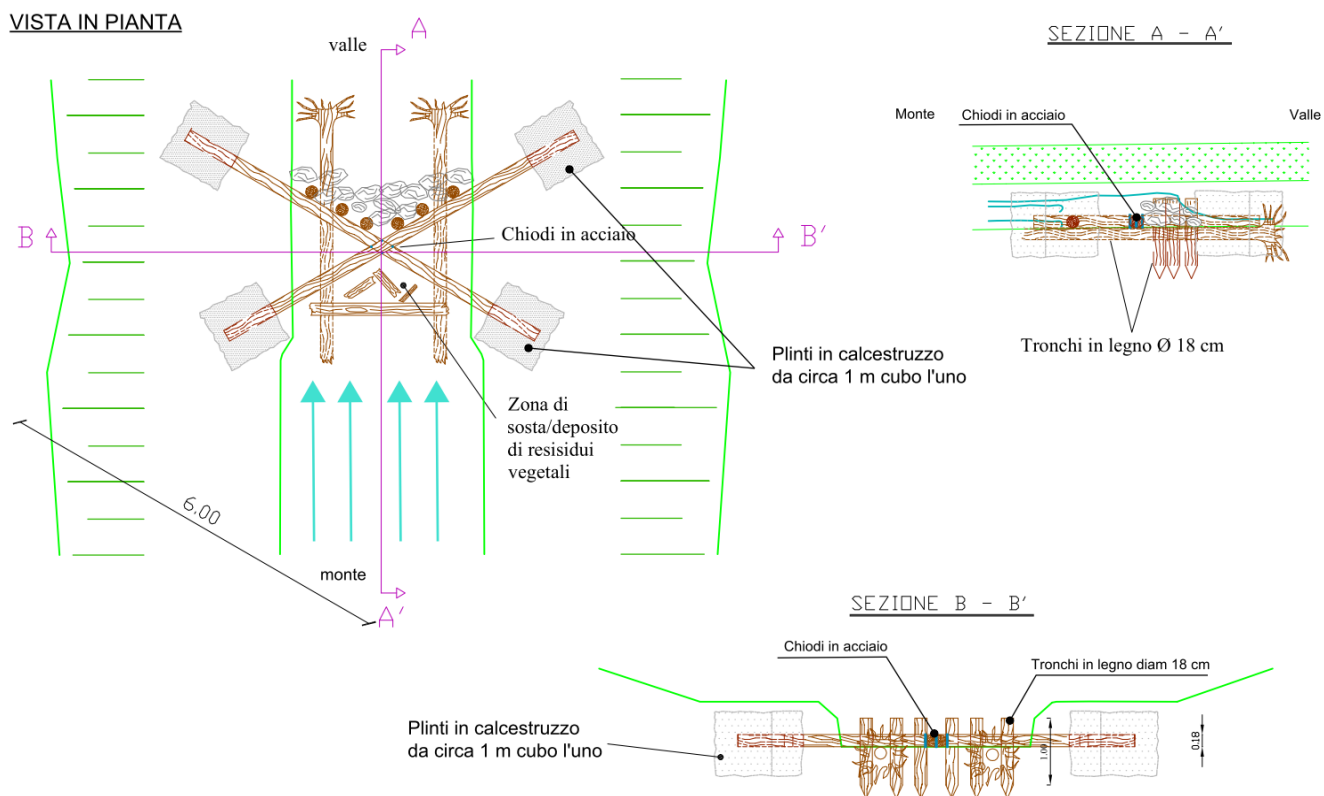 VISTA IN PIANTA
A
valle
B
B'
Chiodi in acciaio
Plinti in calcestruzzo
da circa 1 m cubo l'uno
Zona di
sosta/deposito
di resisidui
vegetali
6.00
monte
A'
SEZIONE A - A'
Monte
Chiodi in acciaio
Valle
Tronchi in legno Ø 18 cm
SEZIONE B - B'
Chiodi in acciaio
Tronchi in legno diam 18 cm
Plinti in calcestruzzo
da circa 1 m cubo l'uno
1.00
0.18